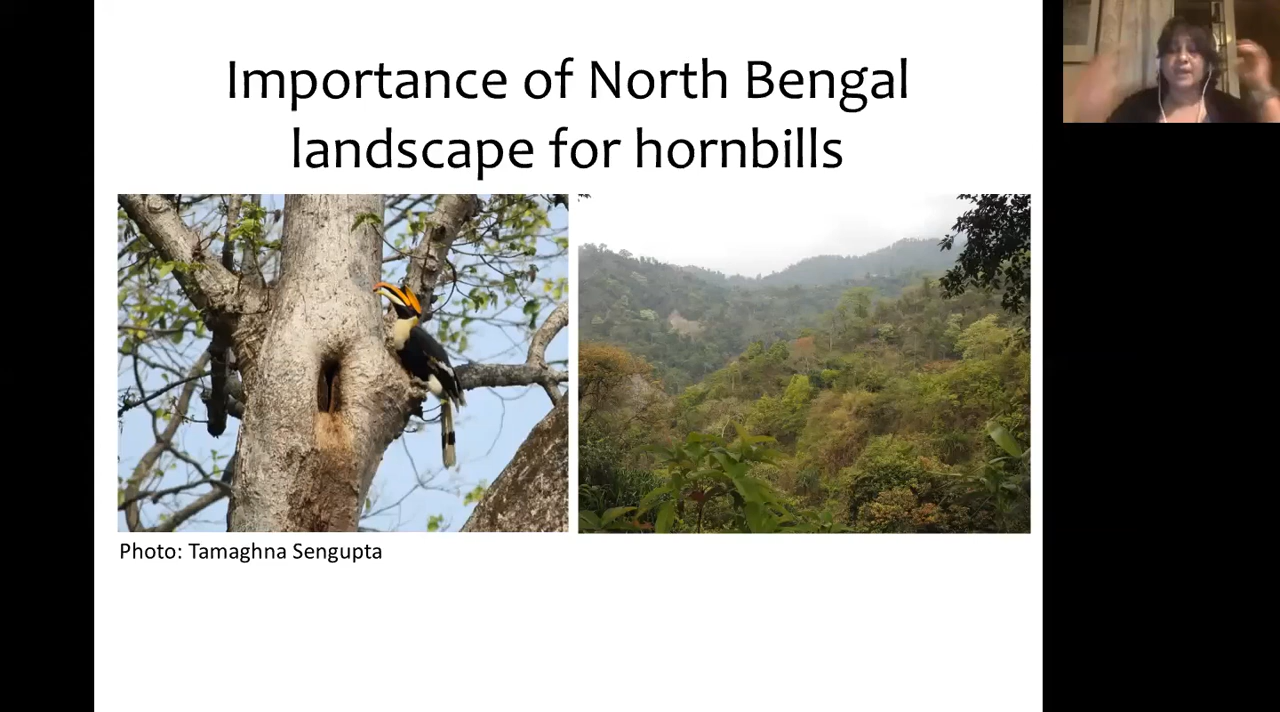 Importance of North Bengal
landscape for hornbills
Photo: Tamaghna Sengupta